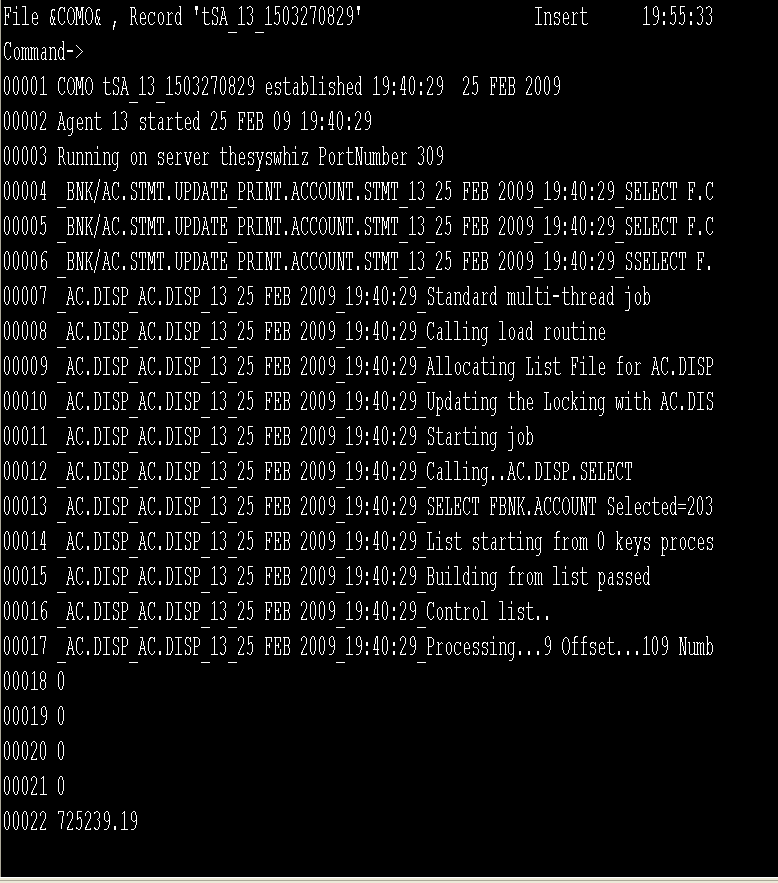 File &COMO& , Record 'tSA_13_1503270829' Insert 19:55:33
Command->
00001 COMO tSA_13_1503270829 established 19:40:29 25 FEB 2009
00002 Agent 13 started 25 FEB 09 19:40:29
00003 Running on server thesyswhiz PortNumber 309
00004 _BNK/AC.STMT.UPDATE_PRINT.ACCOUNT.STMT_13_25 FEB 2009_19:40:29_SELECT F.C
00005 _BNK/AC.STMT.UPDATE_PRINT.ACCOUNT.STMT_13_25 FEB 2009_19:40:29_SELECT F.C
00006 _BNK/AC.STMT.UPDATE_PRINT.ACCOUNT.STMT_13_25 FEB 2009_19:40:29_SSELECT F.
00007 _AC.DISP_AC.DISP_13_25 FEB 2009_19:40:29_Standard multi-thread job
00008 _AC.DISP_AC.DISP_13_25 FEB 2009_19:40:29_Calling load routine
00009 _AC.DISP_AC.DISP_13_25 FEB 2009_19:40:29_Allocating List File for AC.DISP
00010 _AC.DISP_AC.DISP_13_25 FEB 2009_19:40:29_Updating the Locking with AC.DIS
00011 _AC.DISP_AC.DISP_13_25 FEB 2009_19:40:29_Starting job
00012 _AC.DISP_AC.DISP_13_25 FEB 2009_19:40:29_Calling..AC.DISP.SELECT
00013 _AC.DISP_AC.DISP_13_25 FEB 2009_19:40:29_SELECT FBNK.ACCOUNT Selected=203
00014 _AC.DISP_AC.DISP_13_25 FEB 2009_19:40:29_List starting from 0 keys proces
00015 _AC.DISP_AC.DISP_13_25 FEB 2009_19:40:29_Building from list passed
00016 _AC.DISP_AC.DISP_13_25 FEB 2009_19:40:29_Control list..
00017 _AC.DISP_AC.DISP_13_25 FEB 2009_19:40:29_Processing...9 Offset...109 Numb
00018 0
00019 0
00020 0
00021 0
00022 725239.19